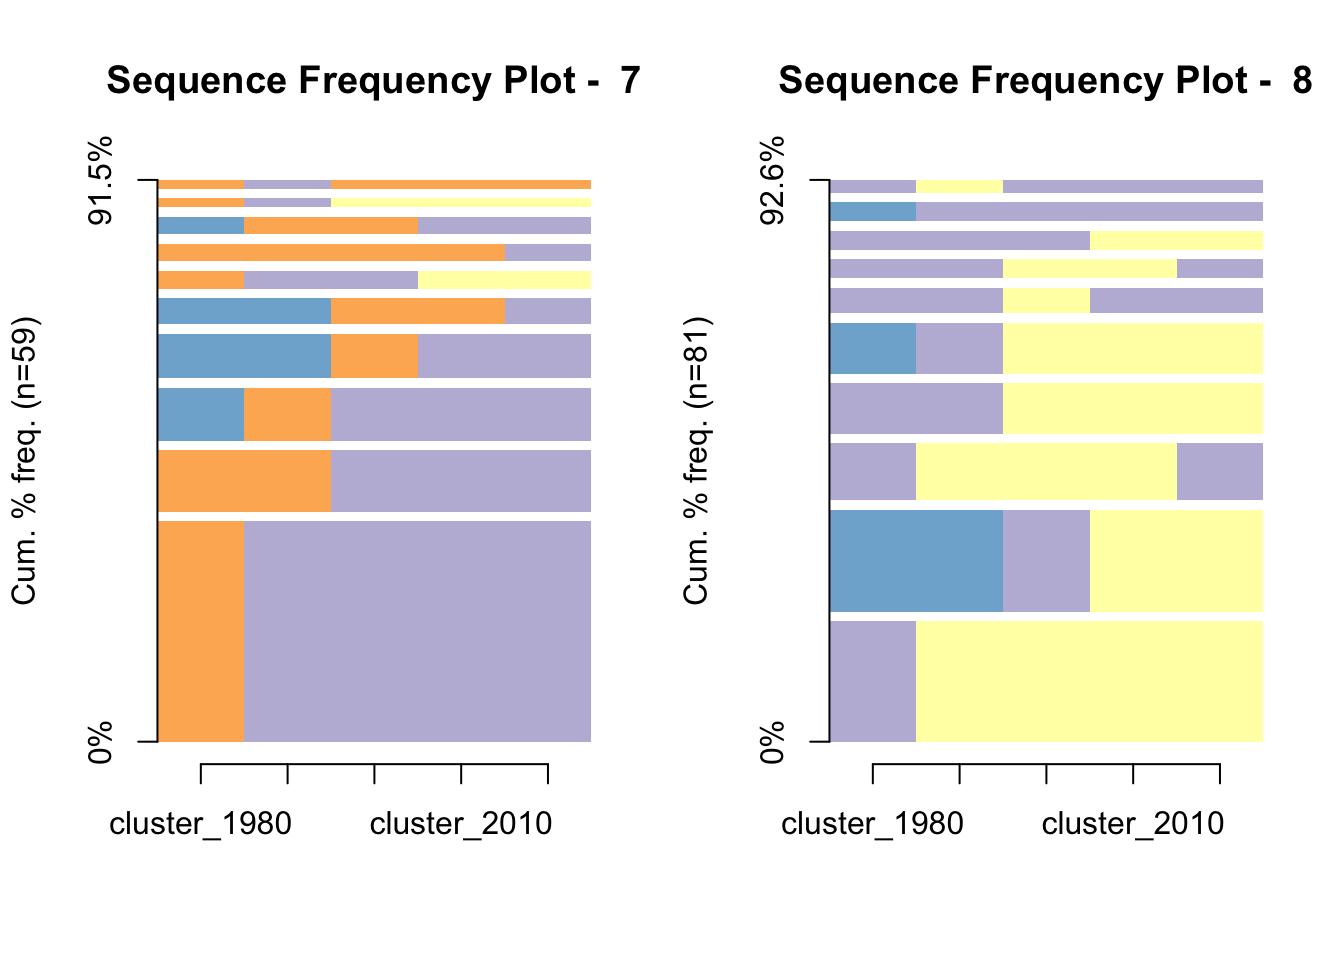 Sequence Frequency Plot -  7
91.5%
Cum. % freq. (n=59)
0%
cluster_1980
cluster_2010
Sequence Frequency Plot -  8
92.6%
Cum. % freq. (n=81)
0%
cluster_1980
cluster_2010